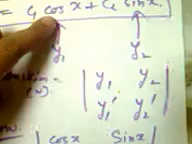 = C₁ cos x + C₂ sin x
y₁ y₂
(w) | y₁ y₂
y₁' y₂' |
| cos x Sin x